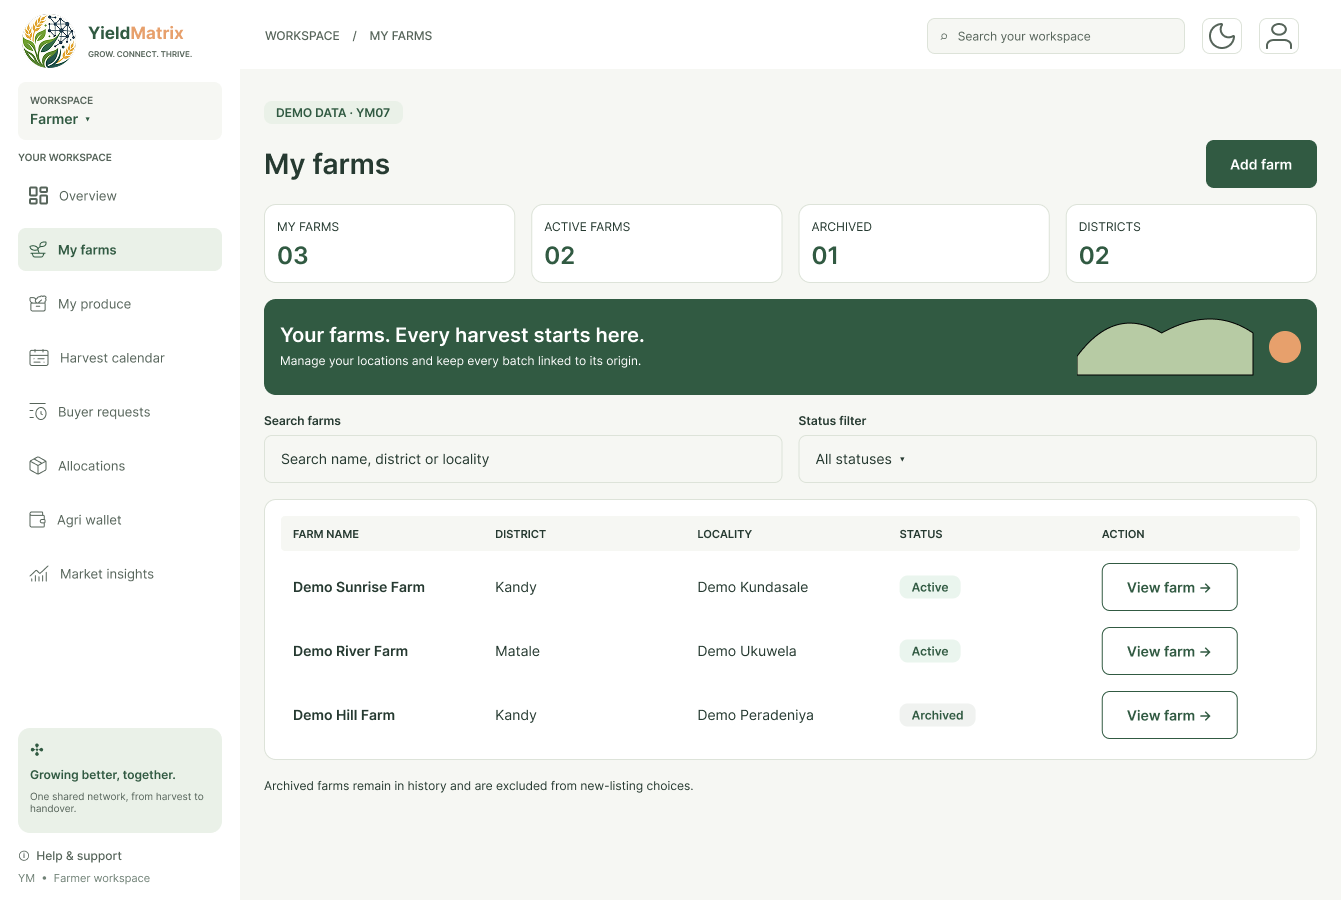 YieldMatrix
GROW. CONNECT. THRIVE.
WORKSPACE
Farmer ▾
YOUR WORKSPACE
Overview
My farms
My produce
Harvest calendar
Buyer requests
Allocations
Agri wallet
Market insights
Growing better, together.
One shared network, from harvest to
handover.
Help & support
YM • Farmer workspace
WORKSPACE / MY FARMS
Search your workspace
DEMO DATA · YM07
My farms
Add farm
MY FARMS
03
ACTIVE FARMS
02
ARCHIVED
01
DISTRICTS
02
Your farms. Every harvest starts here.
Manage your locations and keep every batch linked to its origin.
Search farms
Search name, district or locality
Status filter
All statuses ▾
FARM NAME DISTRICT LOCALITY STATUS ACTION
Demo Sunrise Farm Kandy Demo Kundasale Active View farm →
Demo River Farm Matale Demo Ukuwela Active View farm →
Demo Hill Farm Kandy Demo Peradeniya Archived View farm →
Archived farms remain in history and are excluded from new-listing choices.